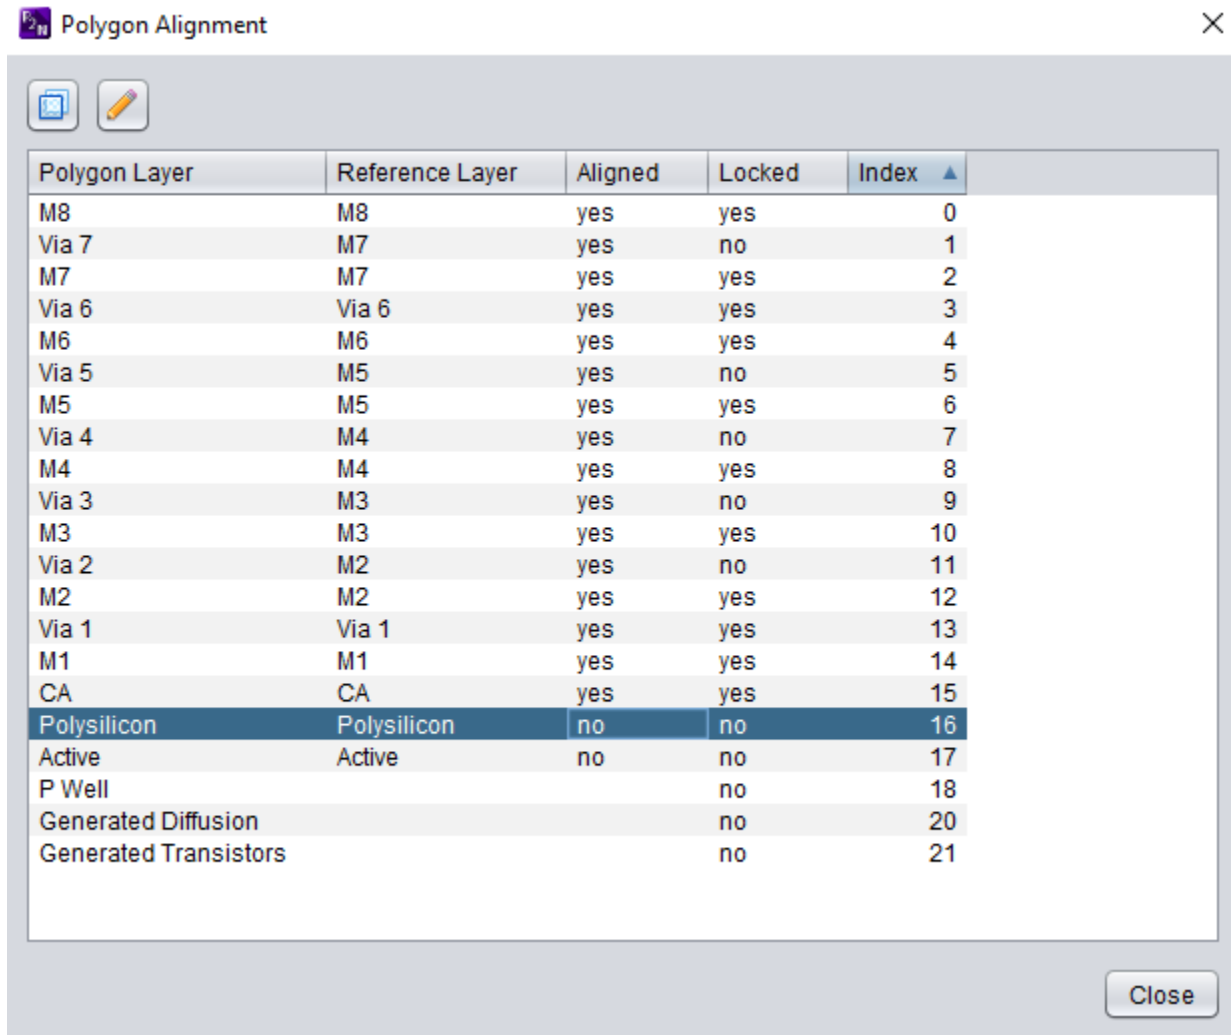 P2N Polygon Alignment
Polygon Layer Reference Layer Aligned Locked Index
M8 M8 yes yes 0
Via 7 M7 yes no 1
M7 M7 yes yes 2
Via 6 Via 6 yes yes 3
M6 M6 yes yes 4
Via 5 M5 yes no 5
M5 M5 yes yes 6
Via 4 M4 yes no 7
M4 M4 yes yes 8
Via 3 M3 yes no 9
M3 M3 yes yes 10
Via 2 M2 yes no 11
M2 M2 yes yes 12
Via 1 Via 1 yes yes 13
M1 M1 yes yes 14
CA CA yes yes 15
Polysilicon Polysilicon no no 16
Active Active no no 17
P Well no 18
Generated Diffusion no 20
Generated Transistors no 21
Close